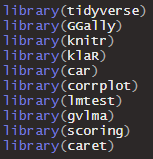 library(tidyverse)
library(GGally)
library(knitr)
library(klaR)
library(car)
library(corrplot)
library(lmtest)
library(gvlma)
library(scoring)
library(caret)